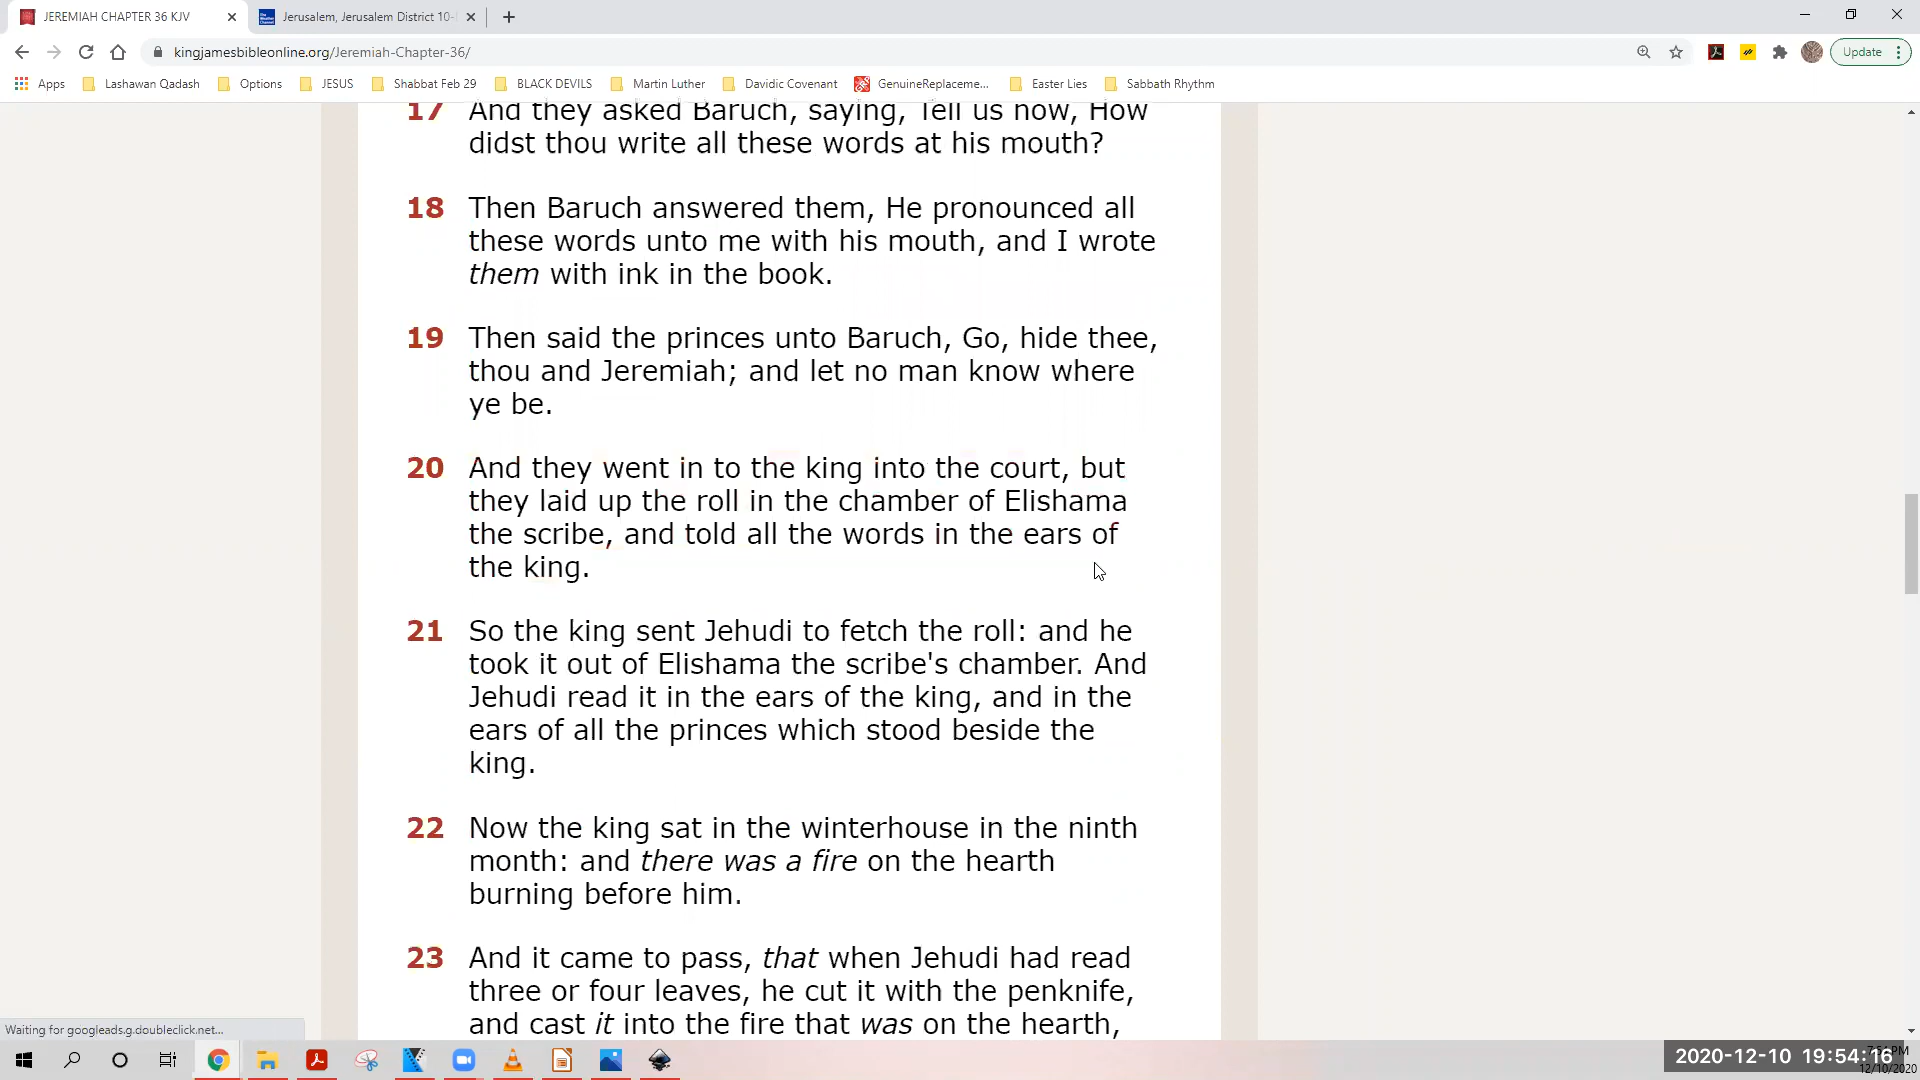 JEREMIAH CHAPTER 36 KJV
Jerusalem, Jerusalem District 10-
kingjamesbibleonline.org/Jeremiah-Chapter-36/
Update
Apps
Lashawan Qadash
Options
JESUS
Shabbat Feb 29
BLACK DEVILS
Martin Luther
Davidic Covenant
GenuineReplaceme...
Easter Lies
Sabbath Rhythm
17 And they asked Baruch, saying, Tell us now, How
didst thou write all these words at his mouth?
18 Then Baruch answered them, He pronounced all
these words unto me with his mouth, and I wrote
them with ink in the book.
19 Then said the princes unto Baruch, Go, hide thee,
thou and Jeremiah; and let no man know where
ye be.
20 And they went in to the king into the court, but
they laid up the roll in the chamber of Elishama
the scribe, and told all the words in the ears of
the king.
21 So the king sent Jehudi to fetch the roll: and he
took it out of Elishama the scribe's chamber. And
Jehudi read it in the ears of the king, and in the
ears of all the princes which stood beside the
king.
22 Now the king sat in the winterhouse in the ninth
month: and there was a fire on the hearth
burning before him.
23 And it came to pass, that when Jehudi had read
three or four leaves, he cut it with the penknife,
and cast it into the fire that was on the hearth,
Waiting for googleads.g.doubleclick.net...
2020-12-10 19:54:16
12/10/2020